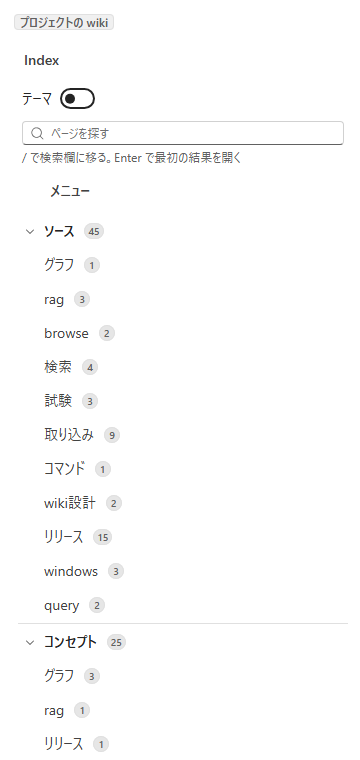 プロジェクトの wiki
Index
テーマ
ページを探す
/ で検索欄に移る。Enter で最初の結果を開く
メニュー
ソース 45
グラフ 1
rag 3
browse 2
検索 4
試験 3
取り込み 9
コマンド 1
wiki設計 2
リリース 15
windows 3
query 2
コンセプト 25
グラフ 3
rag 1
リリース 1